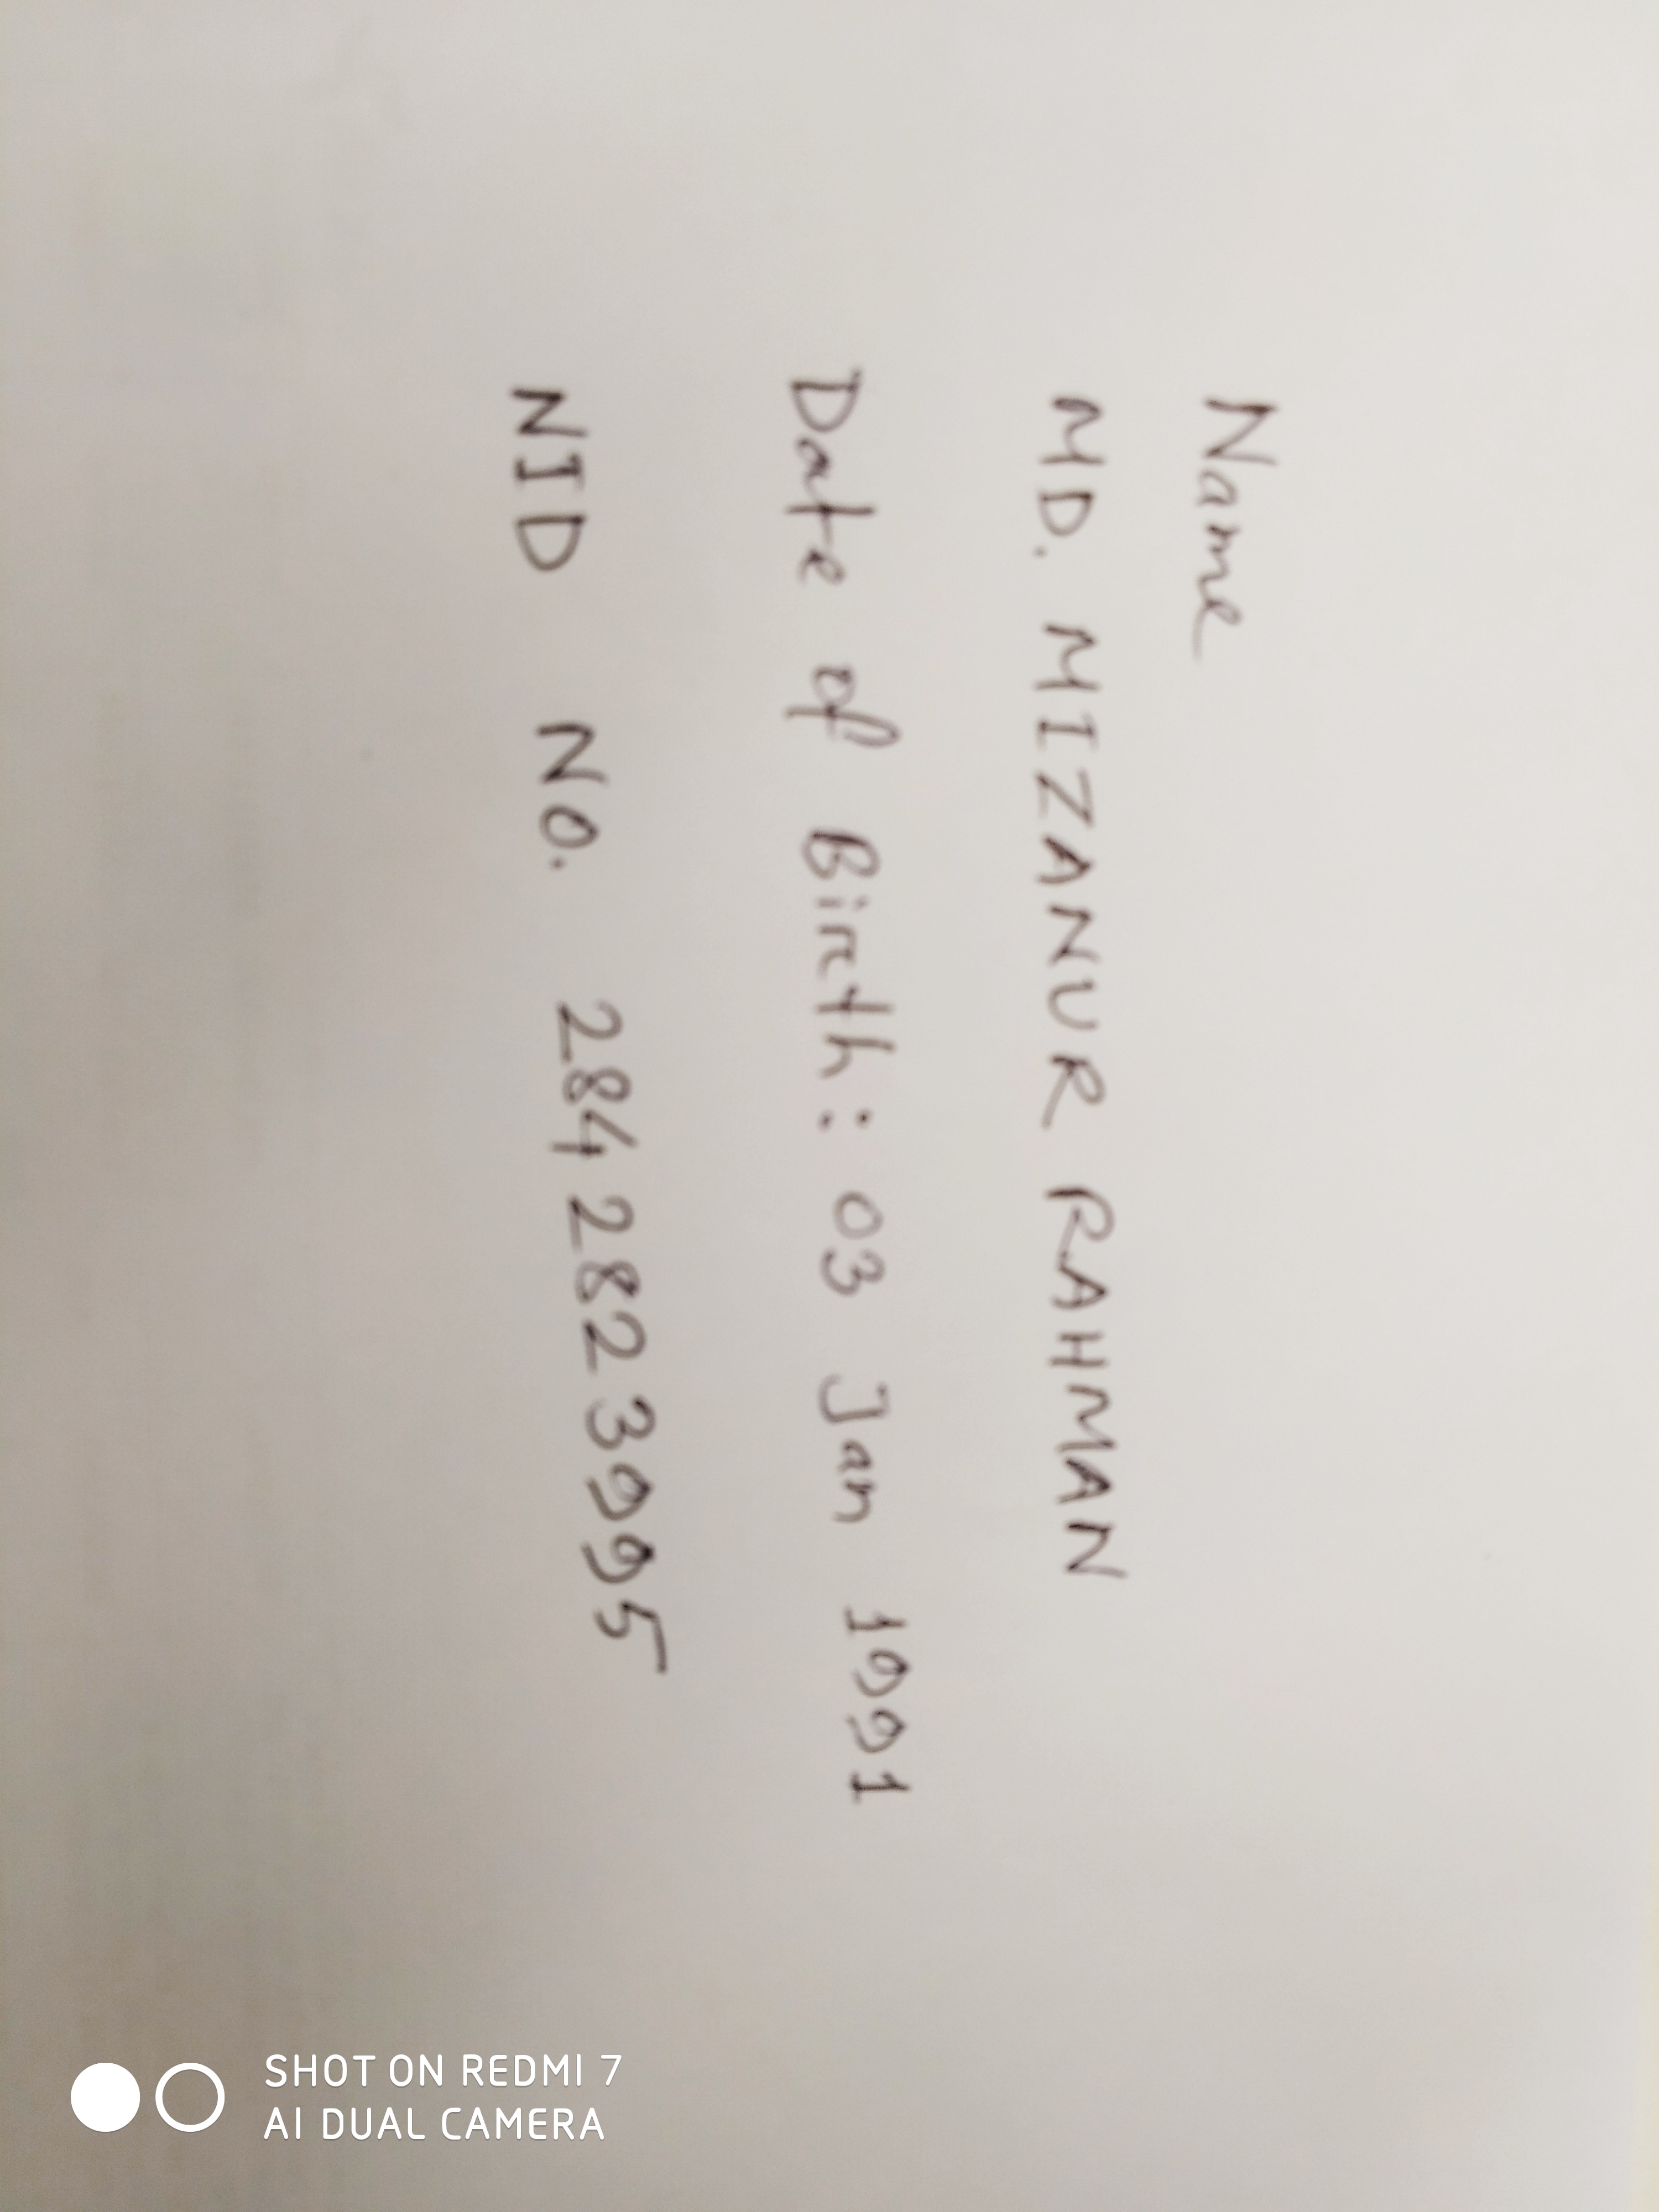 Name
MD. MIZANUR RAHMAN
Date of Birth : 03 Jan 1991
NID No. 2842823995
SHOT ON REDMI 7
AI DUAL CAMERA